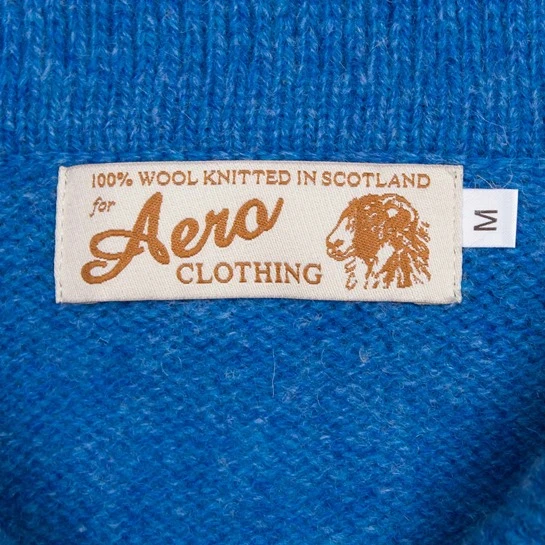 100% WOOL KNITTED IN SCOTLAND
for Aero
CLOTHING
M